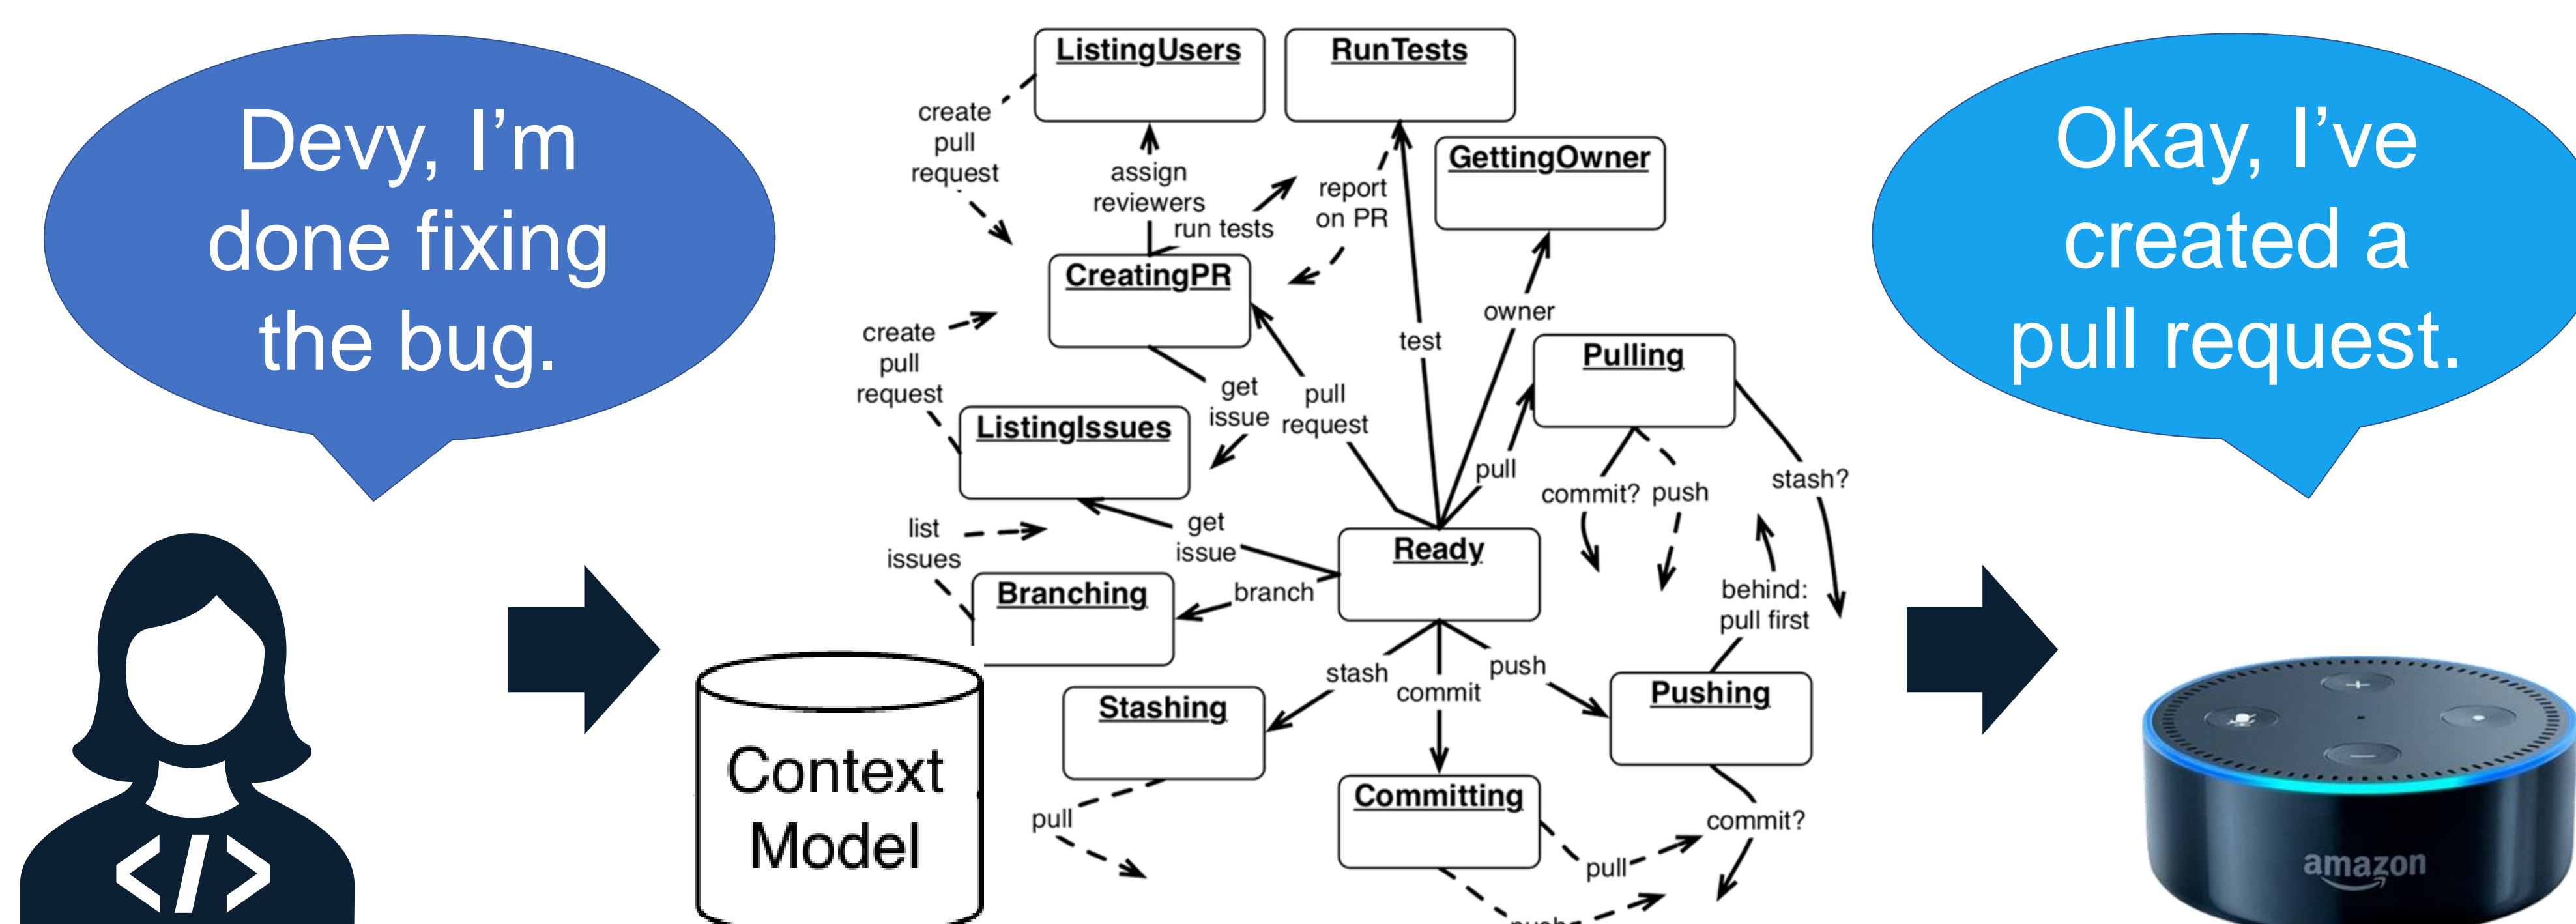 Devy, I'm
done fixing
the bug.
ListingUsers
RunTests
create
pull
request
assign
reviewers
run tests
report
on PR
GettingOwner
CreatingPR
owner
test
create
pull
request
get
issue
pull
request
Pulling
ListingIssues
pull
commit?
push
stash?
list
issues
get
issue
Ready
Branching
branch
behind:
pull first
stash
commit
push
Stashing
Pushing
Context
Model
Committing
pull
pull
commit?
push
</>
Okay, I've
created a
pull request.
amazon